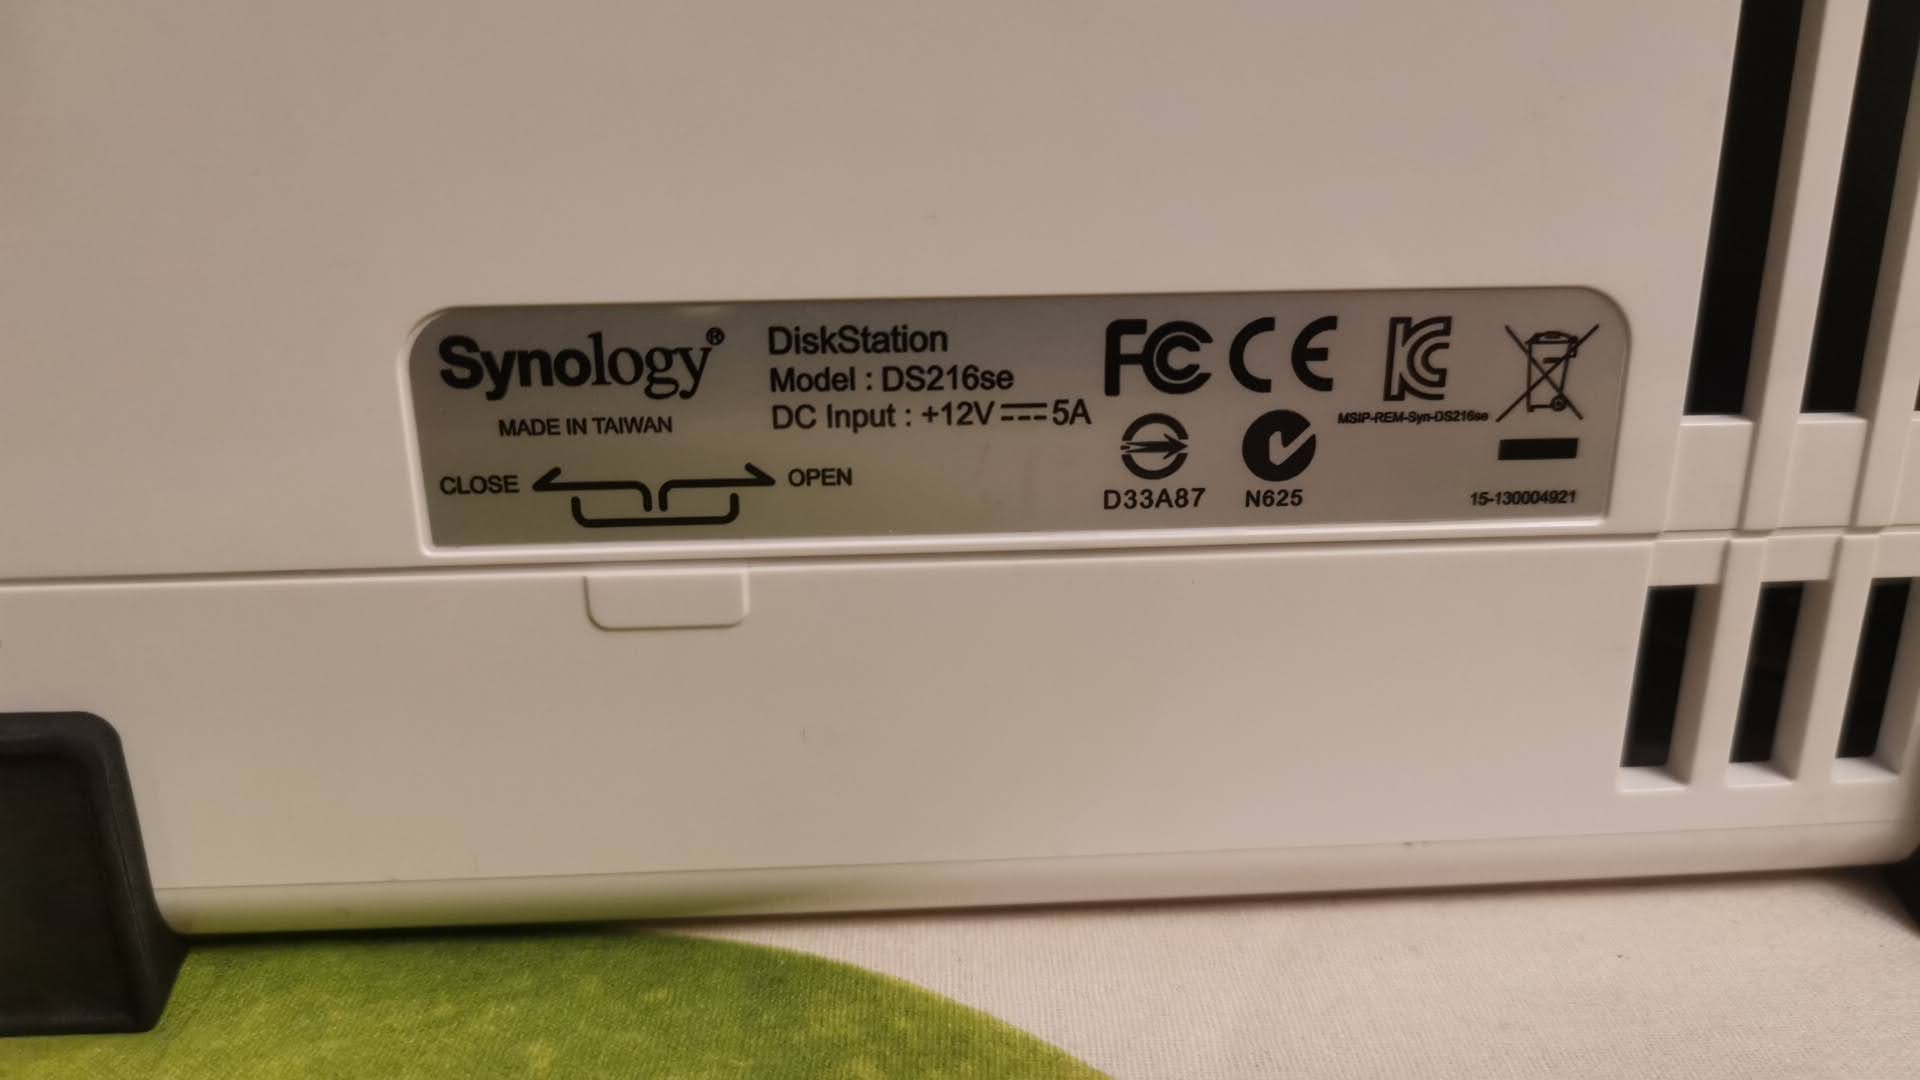 Synology®
MADE IN TAIWAN
CLOSE
OPEN
DiskStation
Model : DS216se
DC Input : +12V⎓5A
FC CE KC
MSIP-REM-Syn-DS216se
D33A87
N625
15-130004921